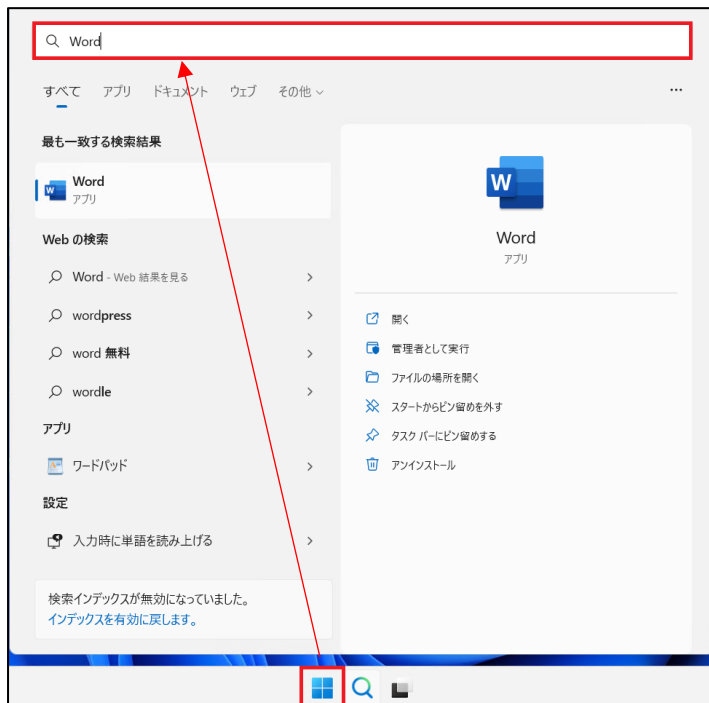 Word
すべて アプリ ドキュメント ウェブ その他
最も一致する検索結果
Word
アプリ
Web の検索
Word - Web 結果を見る
wordpress
word 無料
wordle
アプリ
ワードパッド
設定
入力時に単語を読み上げる
検索インデックスが無効になっていました。
インデックスを有効に戻します。
W
Word
アプリ
開く
管理者として実行
ファイルの場所を開く
スタートからピン留めを外す
タスク バーにピン留めする
アンインストール